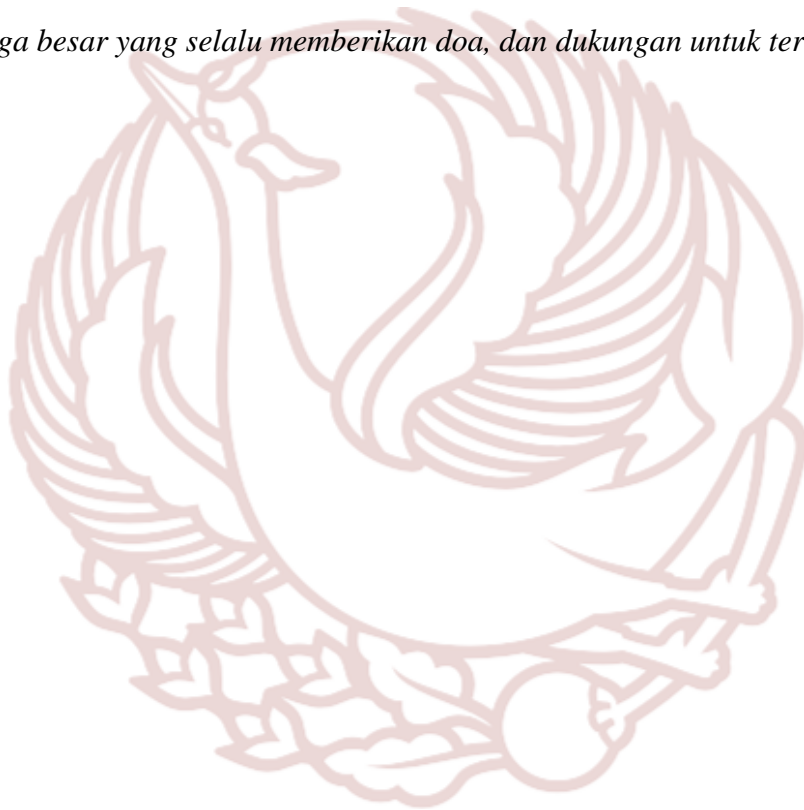 ga besar yang selalu memberikan doa, dan dukungan untuk ter